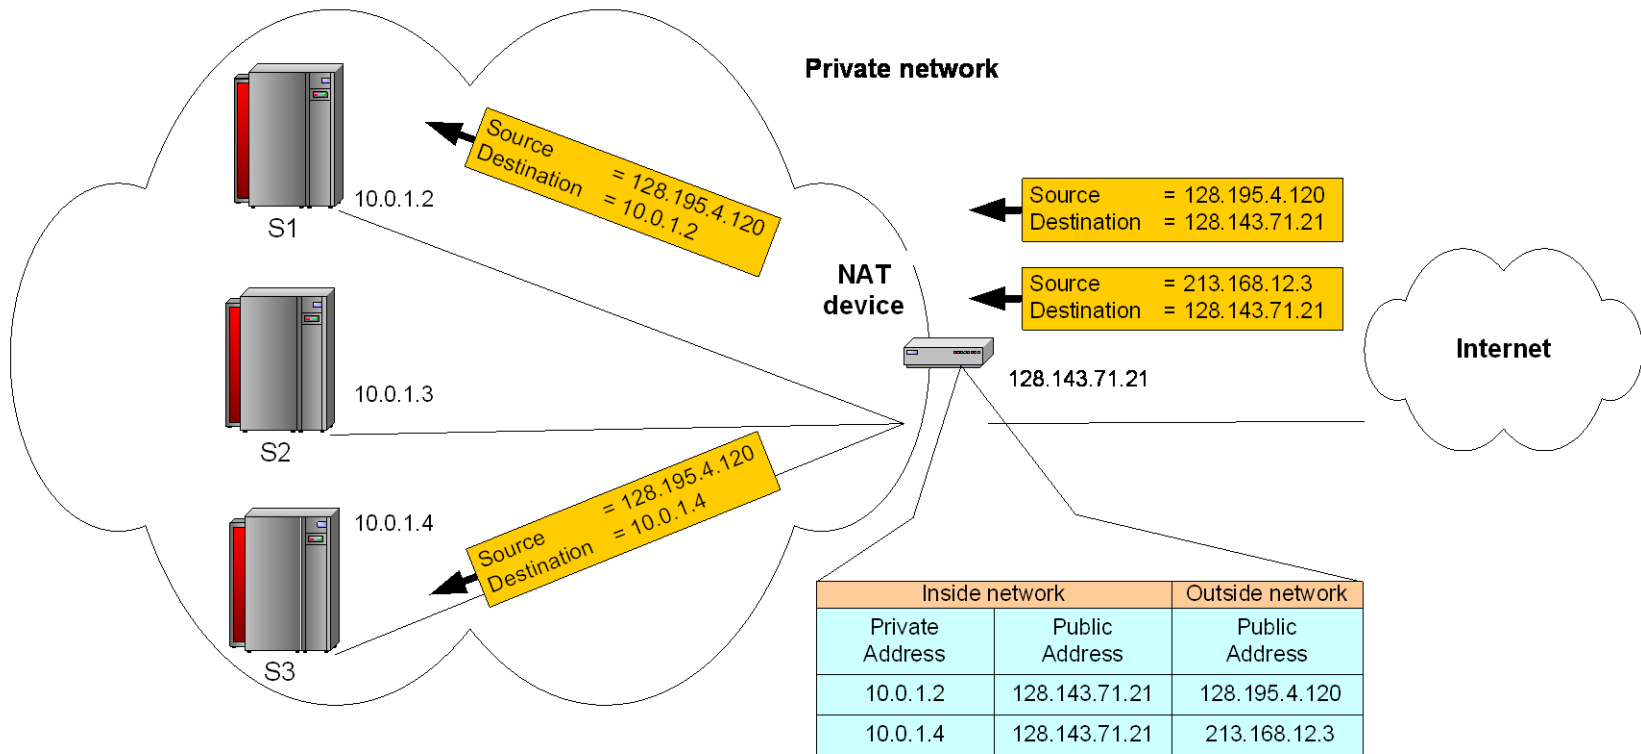 Private network
Source = 128.195.4.120
Destination = 10.0.1.2
10.0.1.2
S1
Source = 128.195.4.120
Destination = 128.143.71.21
NAT
device
Source = 213.168.12.3
Destination = 128.143.71.21
Internet
128.143.71.21
10.0.1.3
S2
Source = 128.195.4.120
Destination = 10.0.1.4
10.0.1.4
S3
Inside network Outside network
Private Address Public Address Public Address
10.0.1.2 128.143.71.21 128.195.4.120
10.0.1.4 128.143.71.21 213.168.12.3